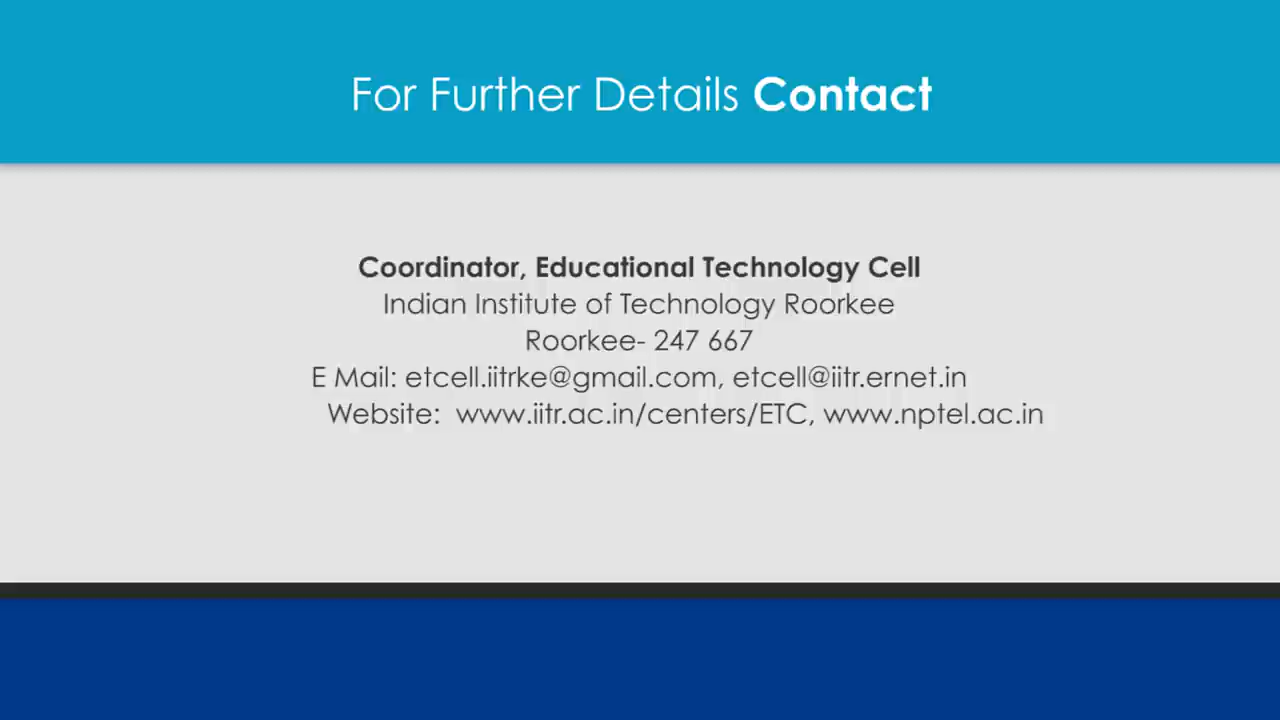 For Further Details Contact
Coordinator, Educational Technology Cell
Indian Institute of Technology Roorkee
Roorkee- 247 667
E Mail: etcell.iitrke@gmail.com, etcell@iitr.ernet.in
Website: www.iitr.ac.in/centers/ETC, www.nptel.ac.in